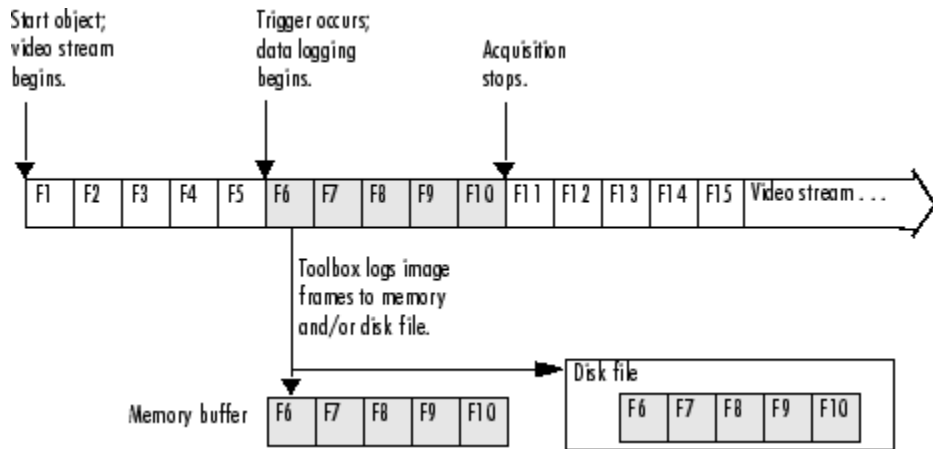 Start object;
video stream
begins.
Trigger occurs;
data logging
begins.
Acquisition
stops.
F1 F2 F3 F4 F5 F6 F7 F8 F9 F10 F11 F12 F13 F14 F15 Video stream . . .
Toolbox logs image
frames to memory
and/or disk file.
Disk file
Memory buffer F6 F7 F8 F9 F10
F6 F7 F8 F9 F10